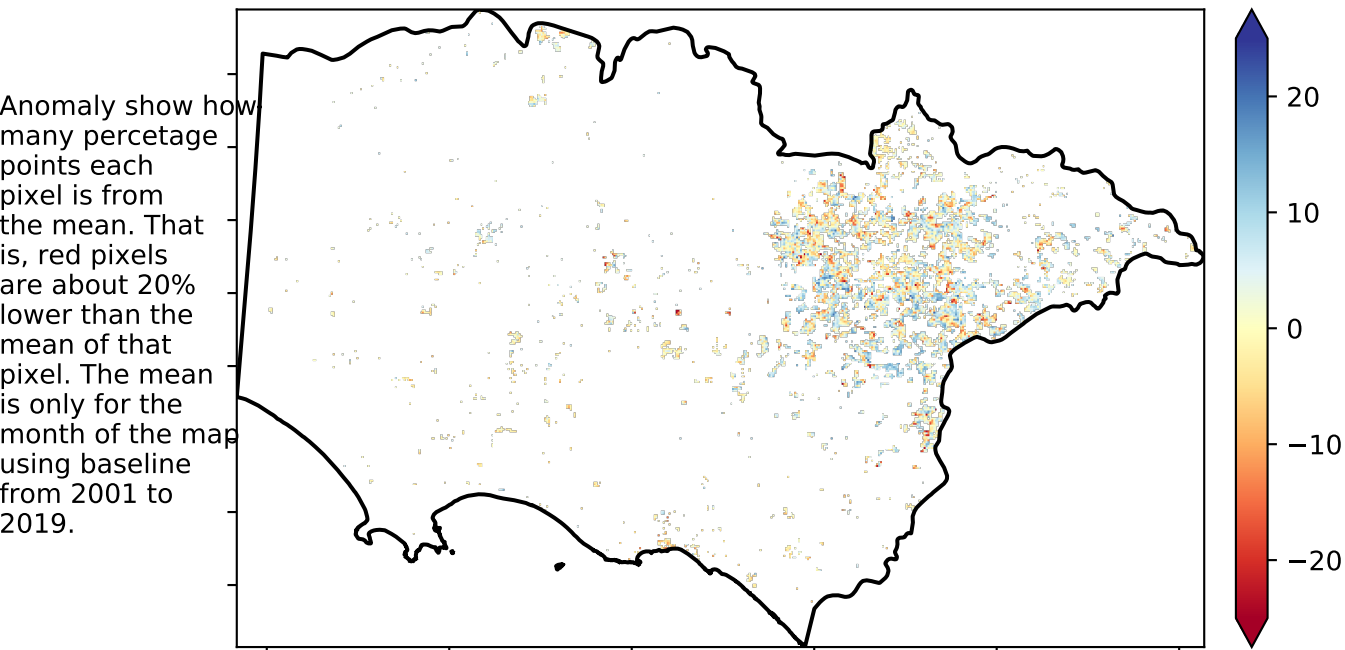 Anomaly show how
many percetage
points each
pixel is from
the mean. That
is, red pixels
are about 20%
lower than the
mean of that
pixel. The mean
is only for the
month of the map
using baseline
from 2001 to
2019.
20
10
0
−10
−20